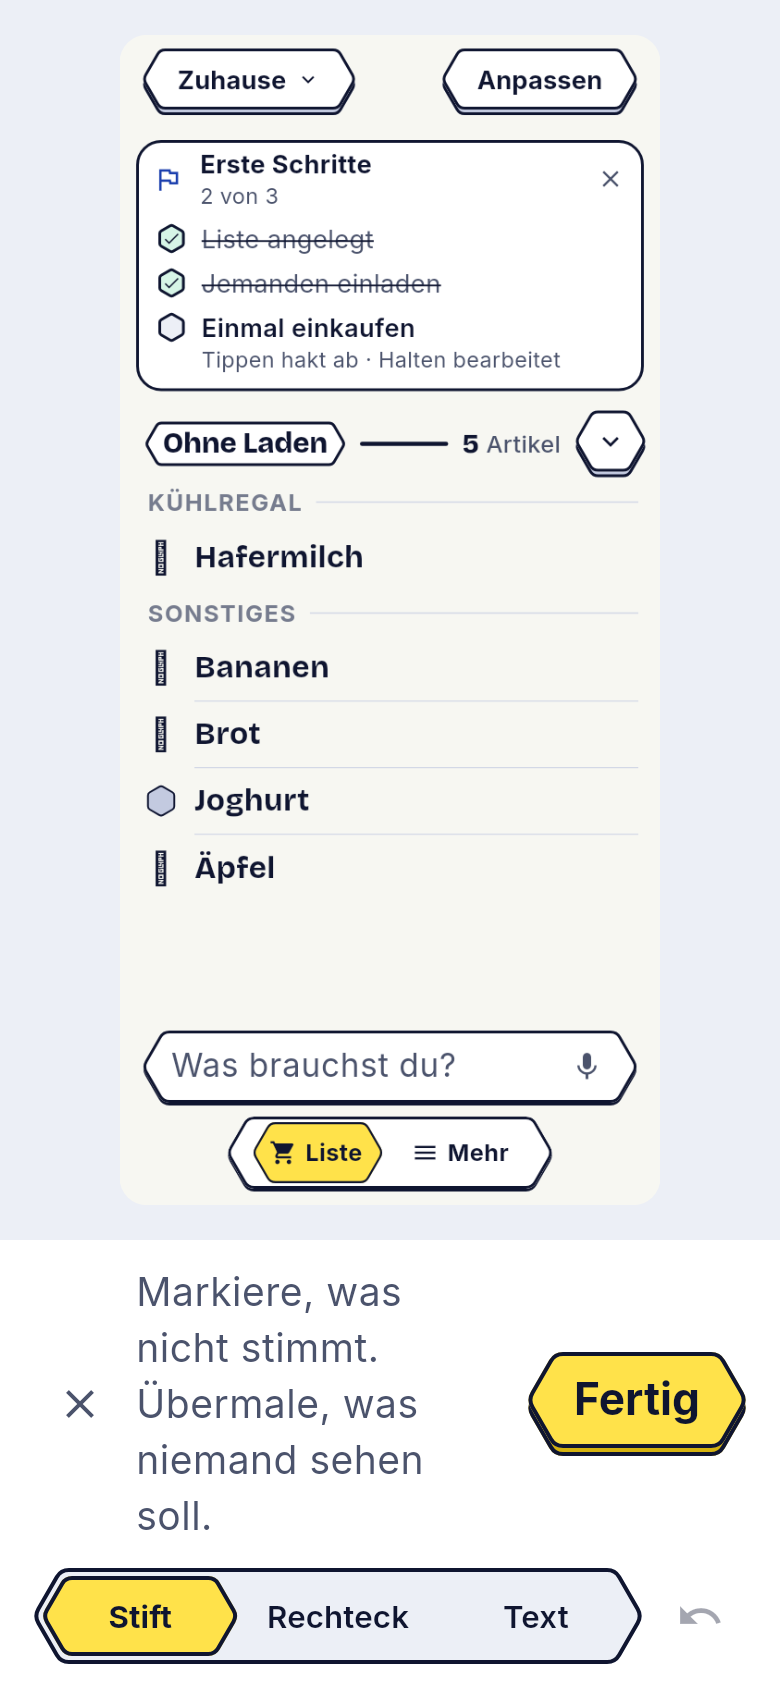 Zuhause
Anpassen
Erste Schritte
2 von 3
Liste angelegt
Jemanden einladen
Einmal einkaufen
Tippen hakt ab · Halten bearbeitet
Ohne Laden
5 Artikel
KÜHLREGAL
Hafermilch
SONSTIGES
Bananen
Brot
Joghurt
Äpfel
Was brauchst du?
Liste
Mehr
Markiere, was
nicht stimmt.
Übermale, was
niemand sehen
soll.
Fertig
Stift
Rechteck
Text